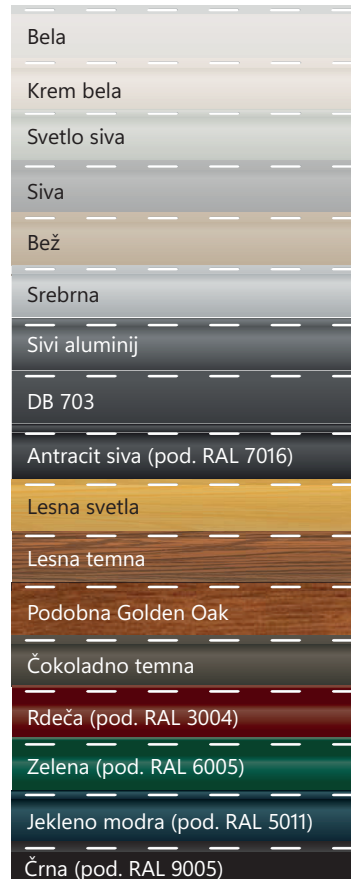 Bela
Krem bela
Svetlo siva
Siva
Bež
Srebrna
Sivi aluminij
DB 703
Antracit siva (pod. RAL 7016)
Lesna svetla
Lesna temna
Podobna Golden Oak
Čokoladno temna
Rdeča (pod. RAL 3004)
Zelena (pod. RAL 6005)
Jekleno modra (pod. RAL 5011)
Črna (pod. RAL 9005)